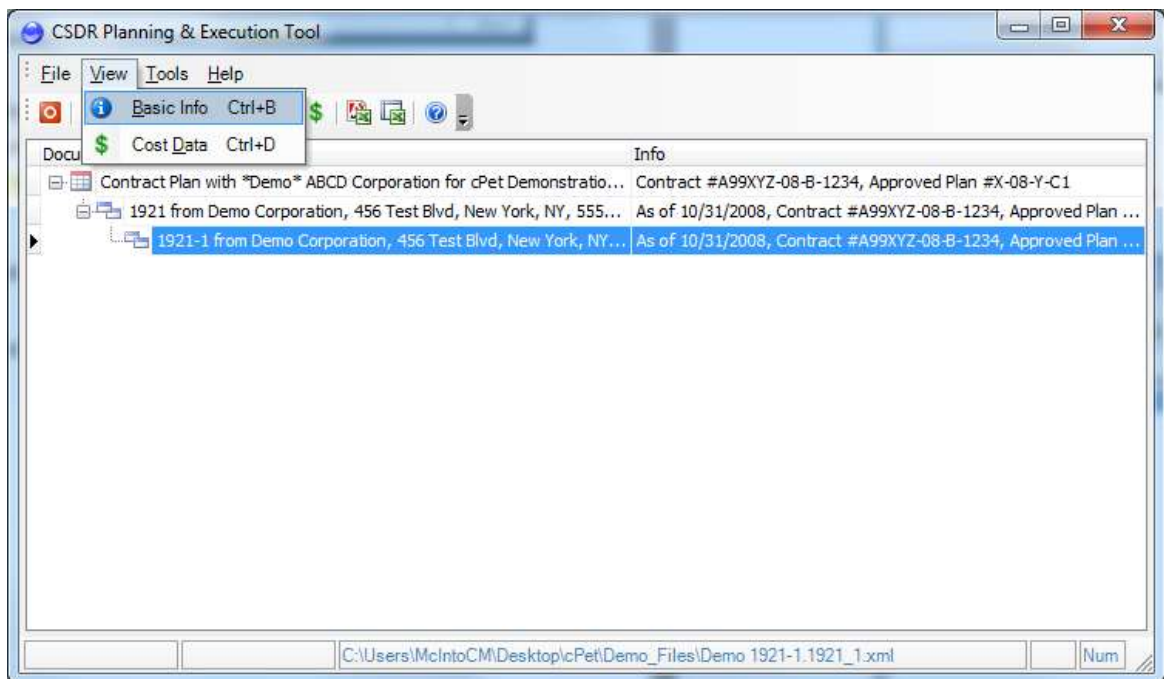 CSDR Planning & Execution Tool
File View Tools Help
Basic Info Ctrl+B
$ Cost Data Ctrl+D
Docu Info
Contract Plan with *Demo* ABCD Corporation for cPet Demonstratio... Contract #A99XYZ-08-B-1234, Approved Plan #X-08-Y-C1
1921 from Demo Corporation, 456 Test Blvd, New York, NY, 555... As of 10/31/2008, Contract #A99XYZ-08-B-1234, Approved Plan ...
1921-1 from Demo Corporation, 456 Test Blvd, New York, NY... As of 10/31/2008, Contract #A99XYZ-08-B-1234, Approved Plan ...
C:\Users\McIntoCM\Desktop\cPet\Demo_Files\Demo 1921-1.1921_1.xml Num